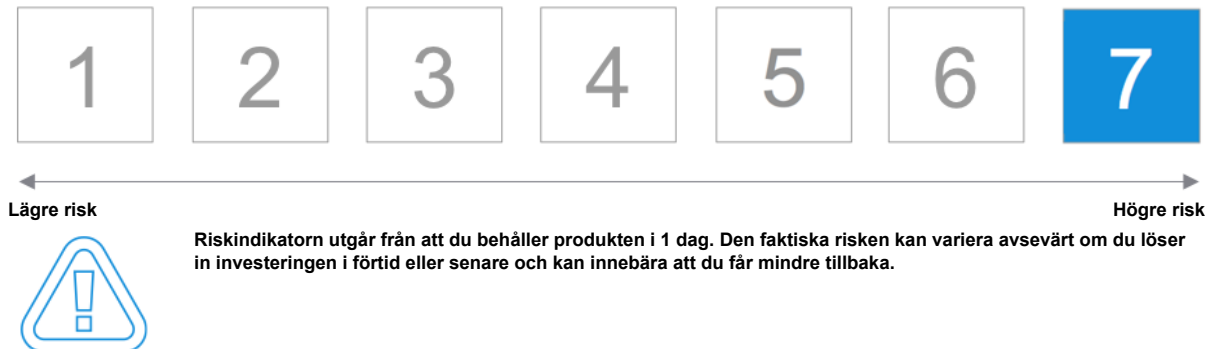 1 2 3 4 5 6 7
Lägre risk Högre risk
Riskindikatorn utgår från att du behåller produkten i 1 dag. Den faktiska risken kan variera avsevärt om du löser
in investeringen i förtid eller senare och kan innebära att du får mindre tillbaka.